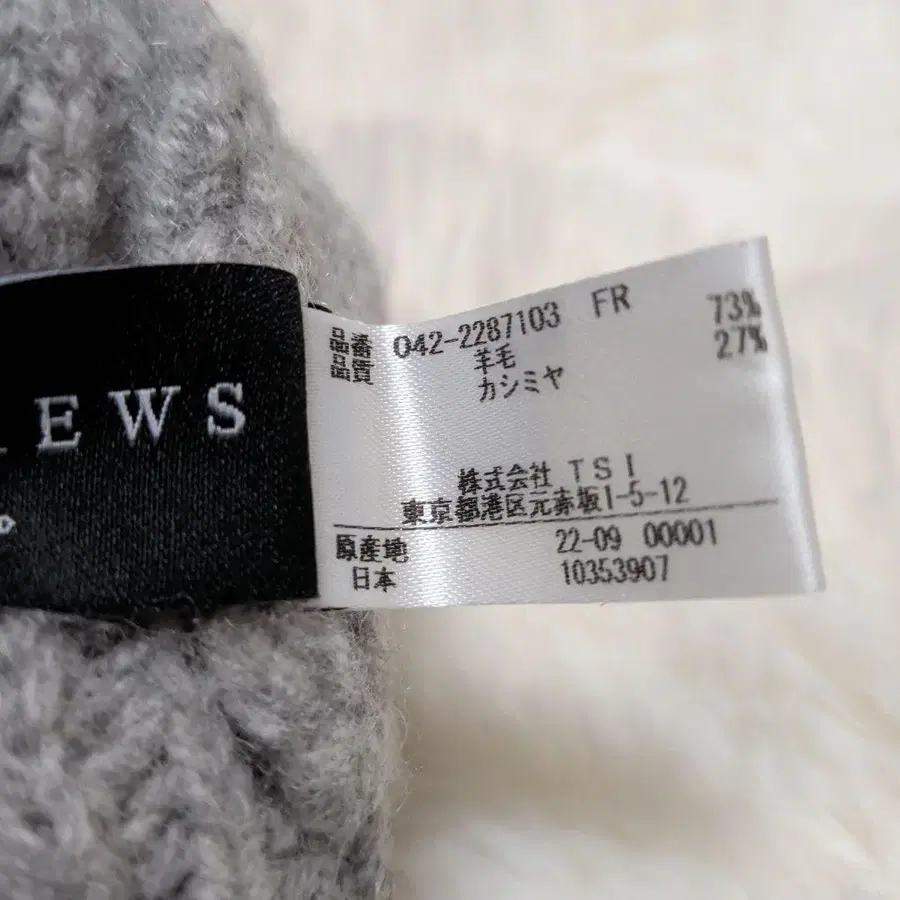 EWS
品番 042-2287103 FR
品質 羊毛 73%
カシミヤ 27%
株式会社 TSI
東京都港区元赤坂1-5-12
原産地 22-09 00001
日本 10353907